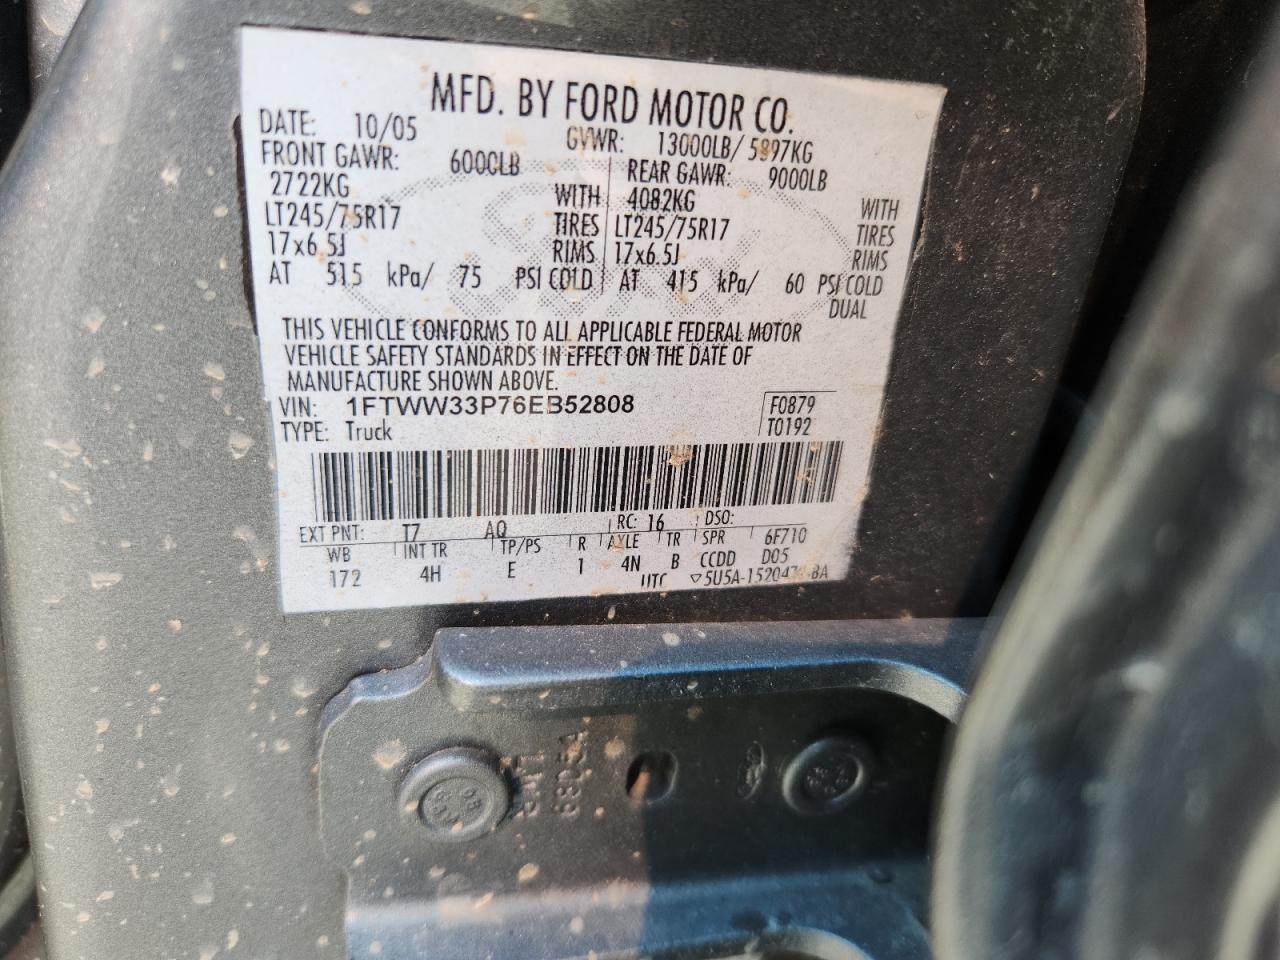 MFD. BY FORD MOTOR CO.
DATE: 10/05 GVWR: 13000LB/ 5897KG
FRONT GAWR: 6000LB REAR GAWR: 9000LB
2722KG WITH 4082KG WITH
LT245/75R17 TIRES LT245/75R17 TIRES
17x6.5J RIMS 17x6.5J RIMS
AT 515 kPa/ 75 PSI COLD AT 415 kPa/ 60 PSI COLD
DUAL
THIS VEHICLE CONFORMS TO ALL APPLICABLE FEDERAL MOTOR
VEHICLE SAFETY STANDARDS IN EFFECT ON THE DATE OF
MANUFACTURE SHOWN ABOVE.
VIN: 1FTWW33P76EB52808 F0879
TYPE: Truck T0192
EXT PNT: T7 AQ RC: 16 DSO:
WB INT TR TP/PS R AXLE TR SPR 6F710
172 4H E 1 4N B CCDD D05
UTC